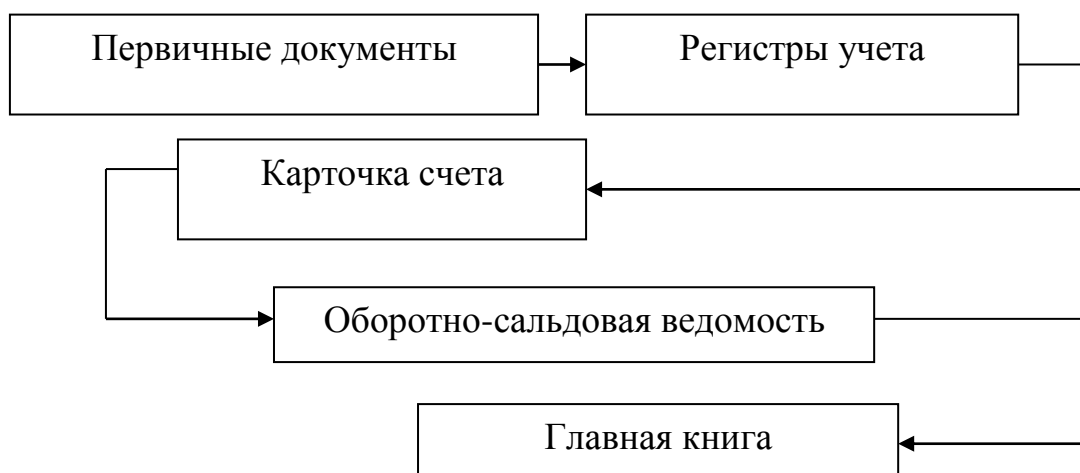 Первичные документы
Регистры учета
Карточка счета
Оборотно-сальдовая ведомость
Главная книга